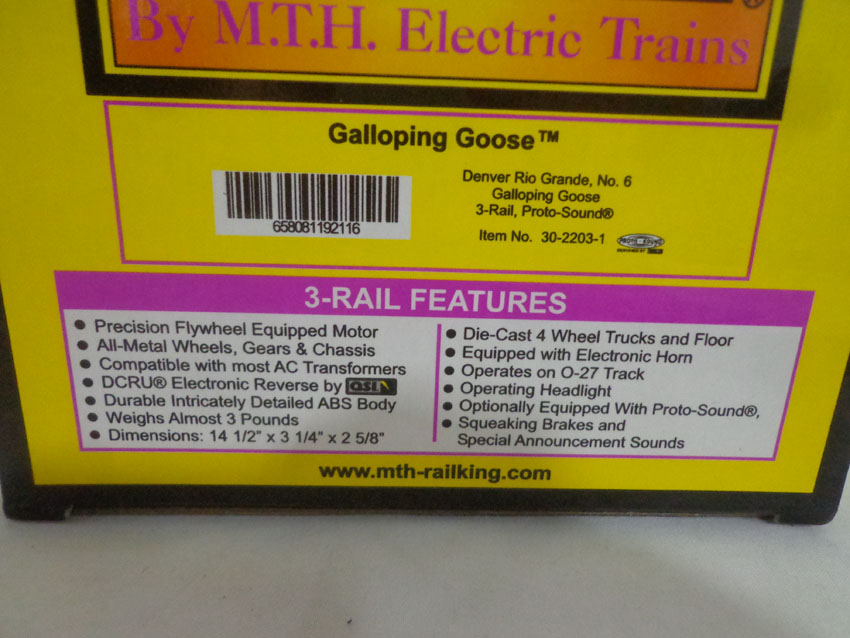 By M.T.H. Electric Trains
Galloping Goose™
658081192116
Denver Rio Grande, No. 6
Galloping Goose
3-Rail, Proto-Sound®
Item No. 30-2203-1
3-RAIL FEATURES
● Precision Flywheel Equipped Motor
● All-Metal Wheels, Gears & Chassis
● Compatible with most AC Transformers
● DCRU® Electronic Reverse by QSI
● Durable Intricately Detailed ABS Body
● Weighs Almost 3 Pounds
● Dimensions: 14 1/2" x 3 1/4" x 2 5/8"
● Die-Cast 4 Wheel Trucks and Floor
● Equipped with Electronic Horn
● Operates on O-27 Track
● Operating Headlight
● Optionally Equipped With Proto-Sound®,
● Squeaking Brakes and
Special Announcement Sounds
www.mth-railking.com